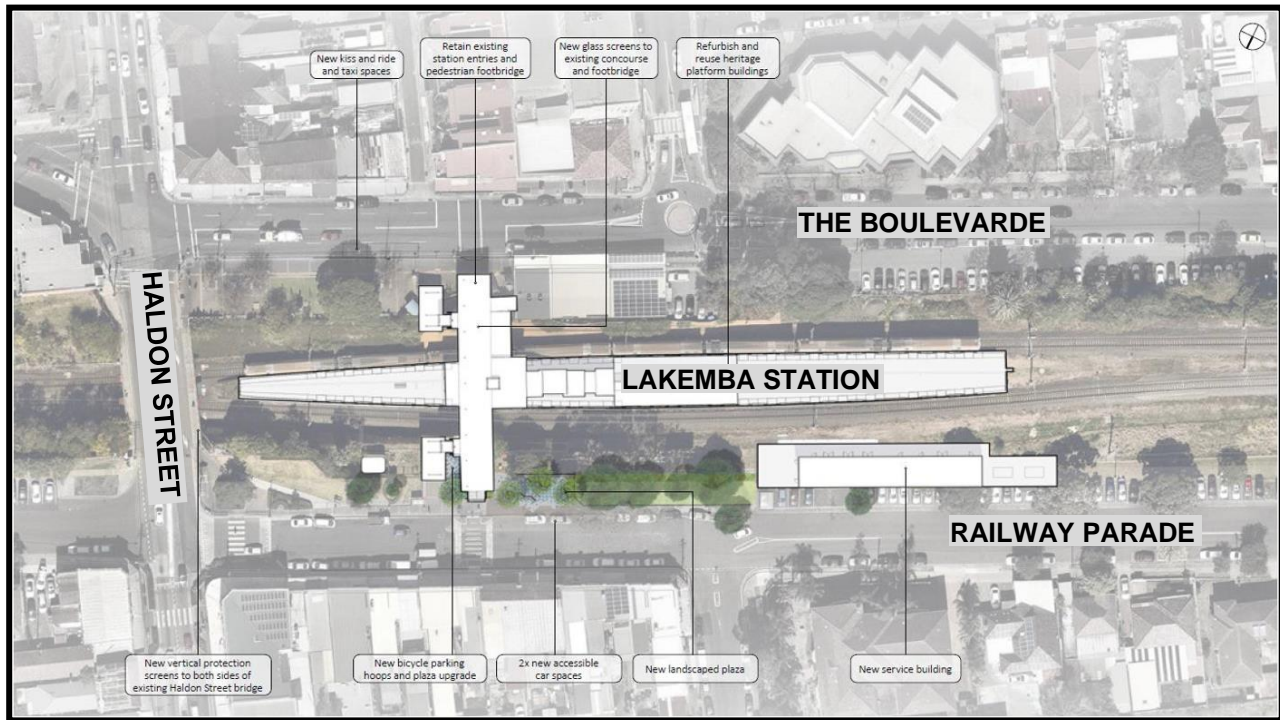 New kiss and ride
and taxi spaces
Retain existing
station entries and
pedestrian footbridge
New glass screens to
existing concourse
and footbridge
Refurbish and
reuse heritage
platform buildings
THE BOULEVARDE
HALDON STREET
LAKEMBA STATION
RAILWAY PARADE
New vertical protection
screens to both sides of
existing Haldon Street bridge
New bicycle parking
hoops and plaza upgrade
2x new accessible
car spaces
New landscaped plaza
New service building